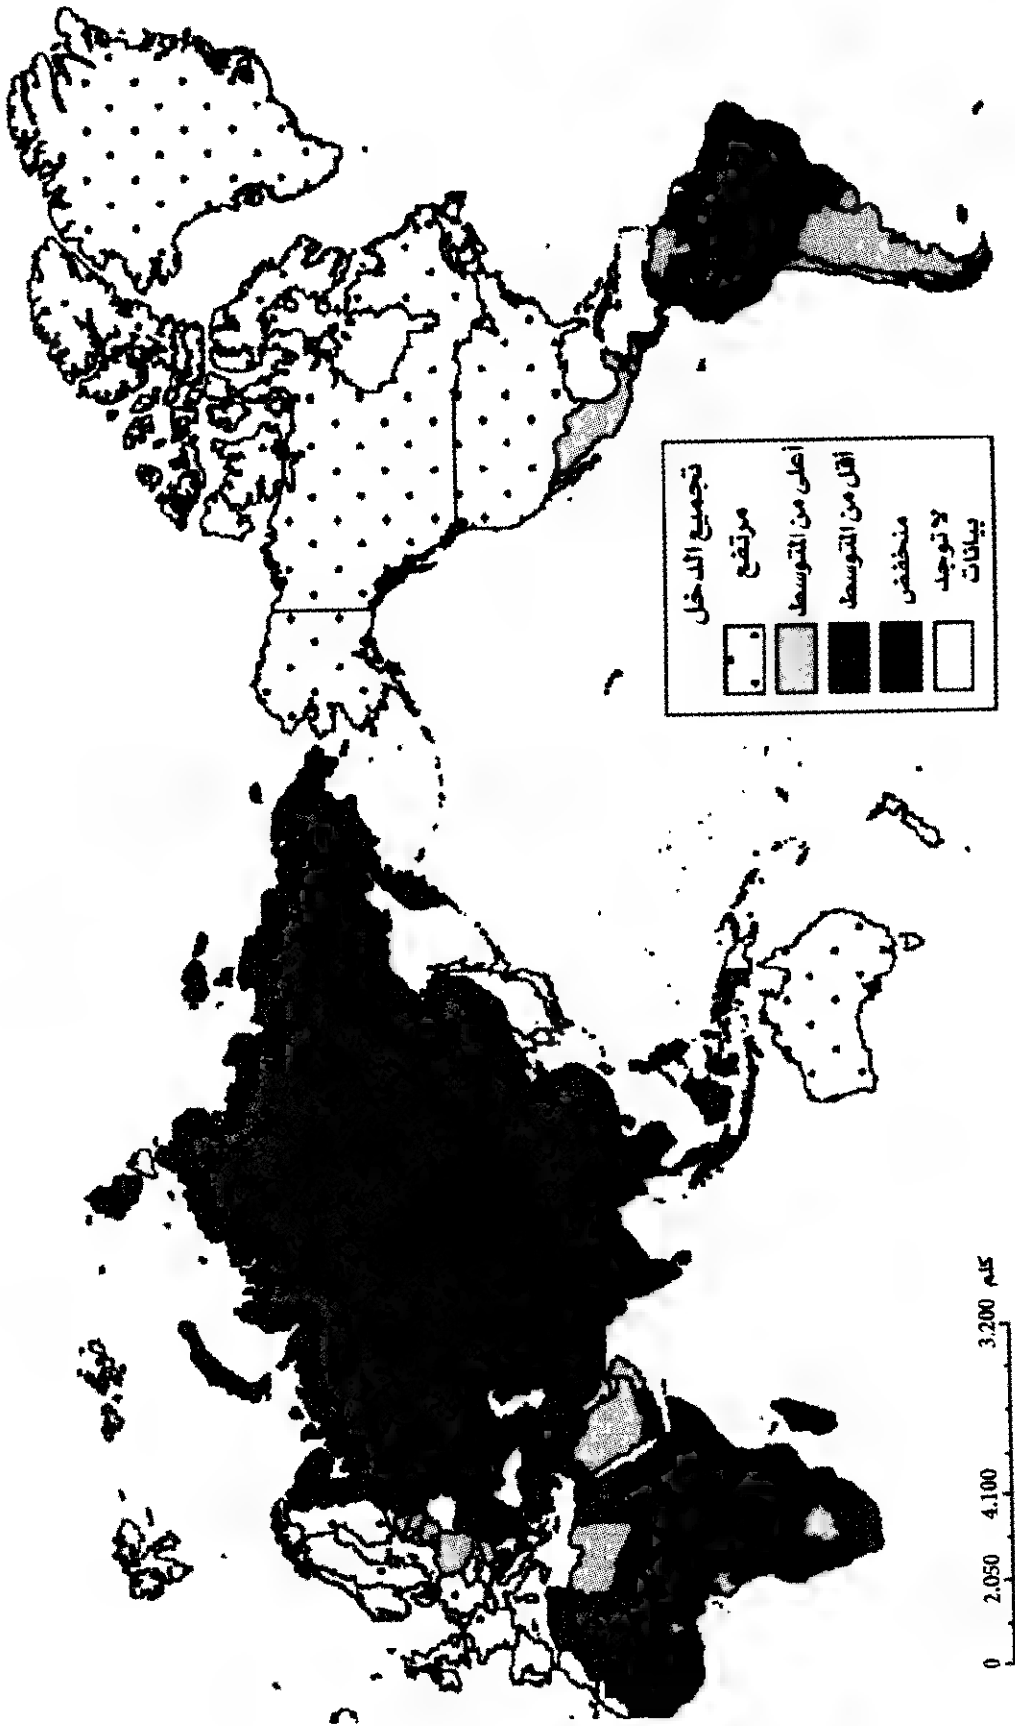 تجميع الدخل
مرتفع
أعلى من المتوسط
أقل من المتوسط
منخفض
لا توجد
بيانات
0 2.050 4.100 3.200 كلم